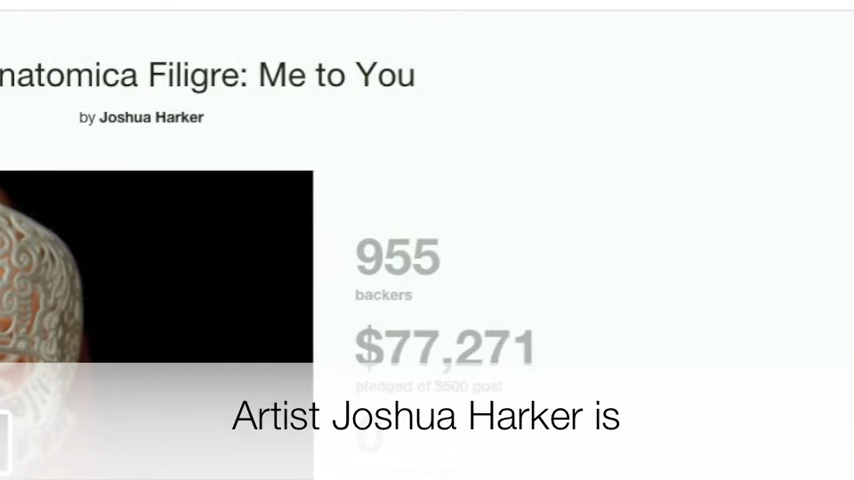 natomica Filigre: Me to You
by Joshua Harker
955
backers
$77,271
pledged of $500 goal
0
Artist Joshua Harker is